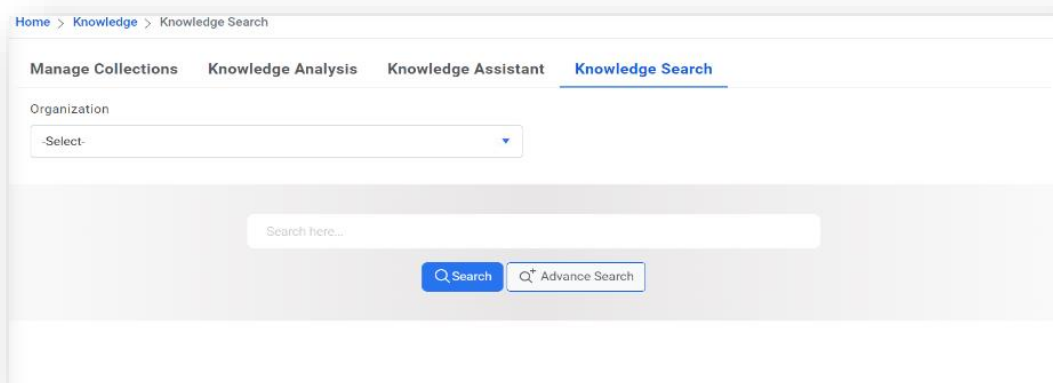 Home > Knowledge > Knowledge Search
Manage Collections Knowledge Analysis Knowledge Assistant Knowledge Search
Organization
-Select-
Search here...
Search Advance Search